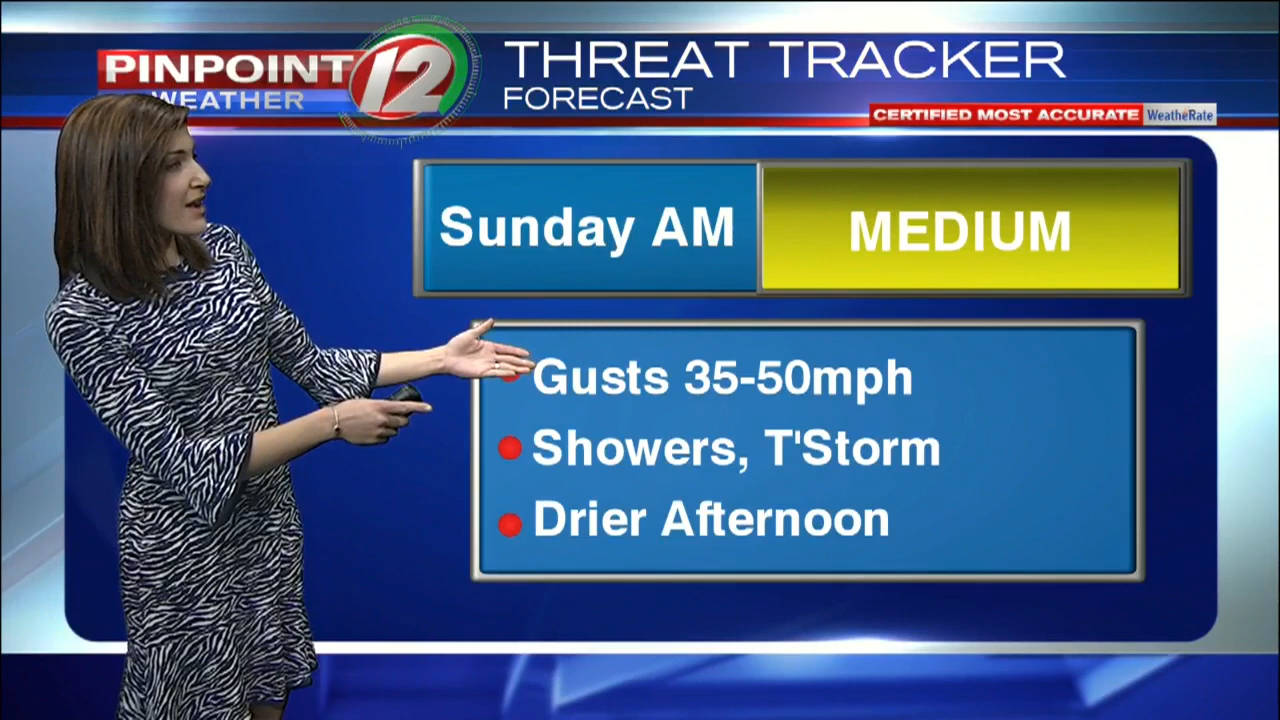 PINPOINT 12
WEATHER
THREAT TRACKER
FORECAST
CERTIFIED MOST ACCURATE WeatheRate
Sunday AM MEDIUM
Gusts 35-50mph
Showers, T'Storm
Drier Afternoon